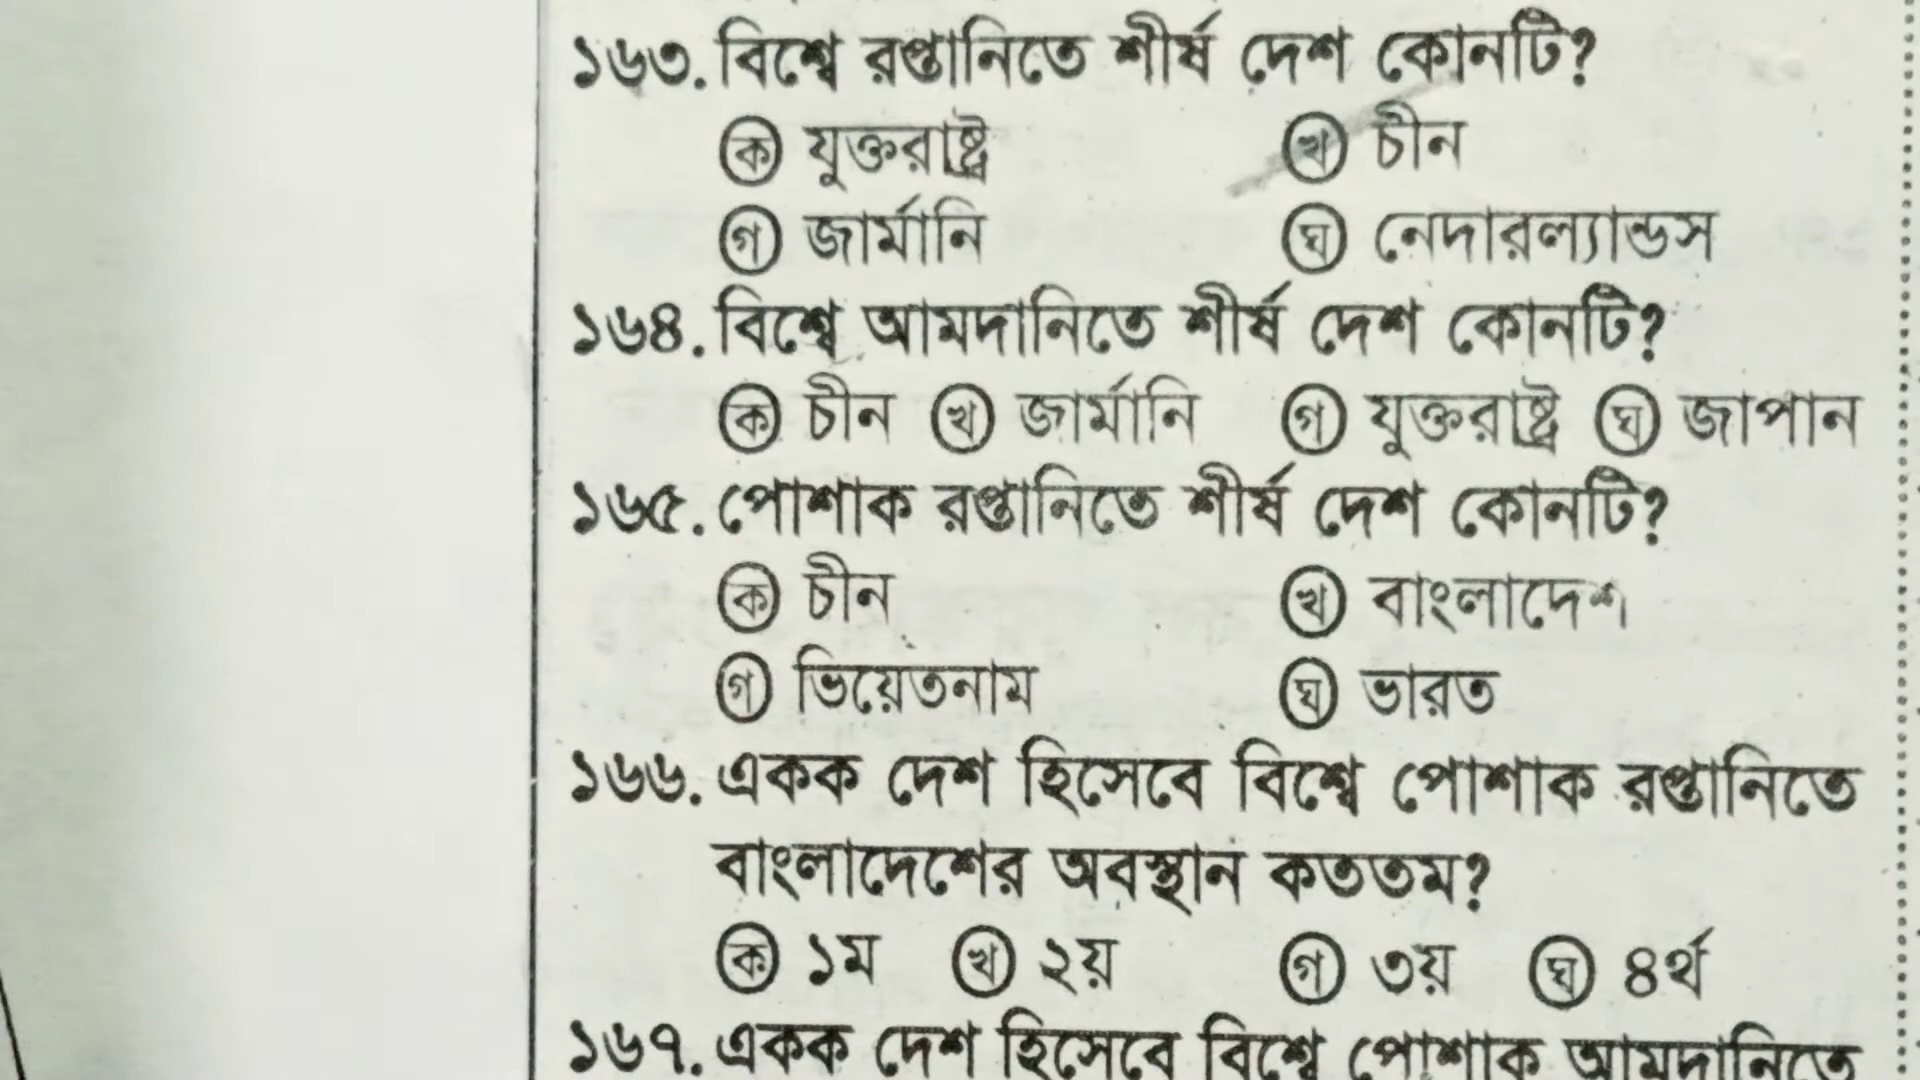 ১৬৩. বিশ্বে রপ্তানিতে শীর্ষ দেশ কোনটি?
ক যুক্তরাষ্ট্র খ চীন
গ জার্মানি ঘ নেদারল্যান্ডস
১৬৪. বিশ্বে আমদানিতে শীর্ষ দেশ কোনটি?
ক চীন খ জার্মানি গ যুক্তরাষ্ট্র ঘ জাপান
১৬৫. পোশাক রপ্তানিতে শীর্ষ দেশ কোনটি?
ক চীন খ বাংলাদেশ
গ ভিয়েতনাম ঘ ভারত
১৬৬. একক দেশ হিসেবে বিশ্বে পোশাক রপ্তানিতে
বাংলাদেশের অবস্থান কততম?
ক ১ম খ ২য় গ ৩য় ঘ ৪র্থ
১৬৭. একক দেশ হিসেবে বিশ্বে পোশাক আমদানিতে